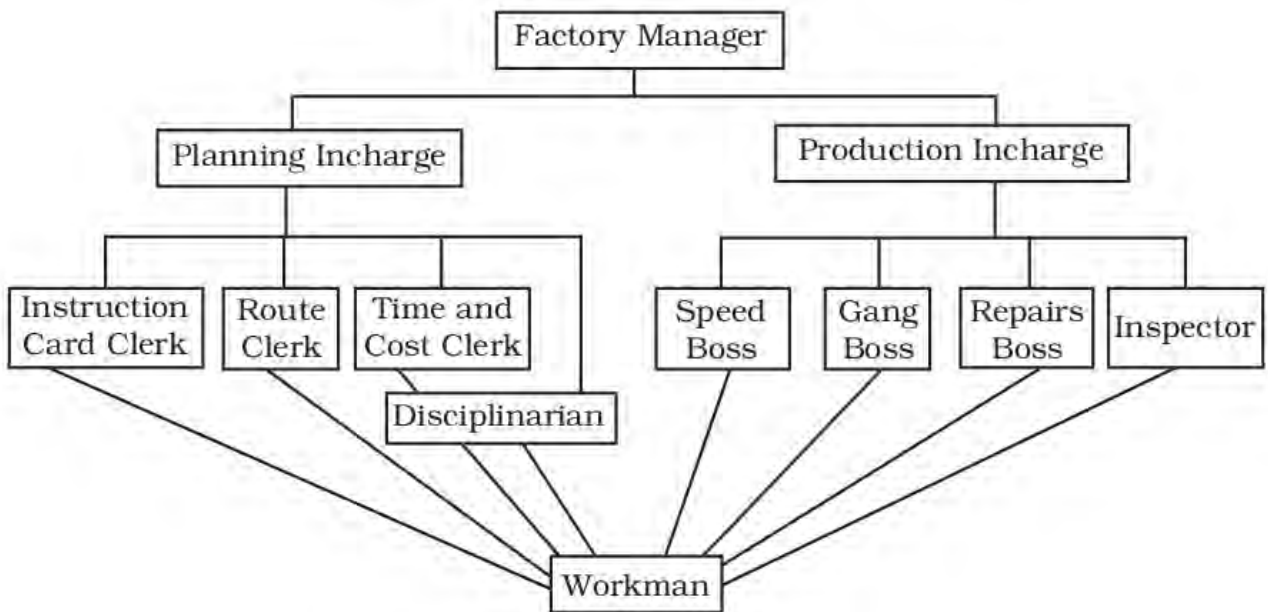 Factory Manager
Planning Incharge
Production Incharge
Instruction
Card Clerk
Route
Clerk
Time and
Cost Clerk
Disciplinarian
Speed
Boss
Gang
Boss
Repairs
Boss
Inspector
Workman